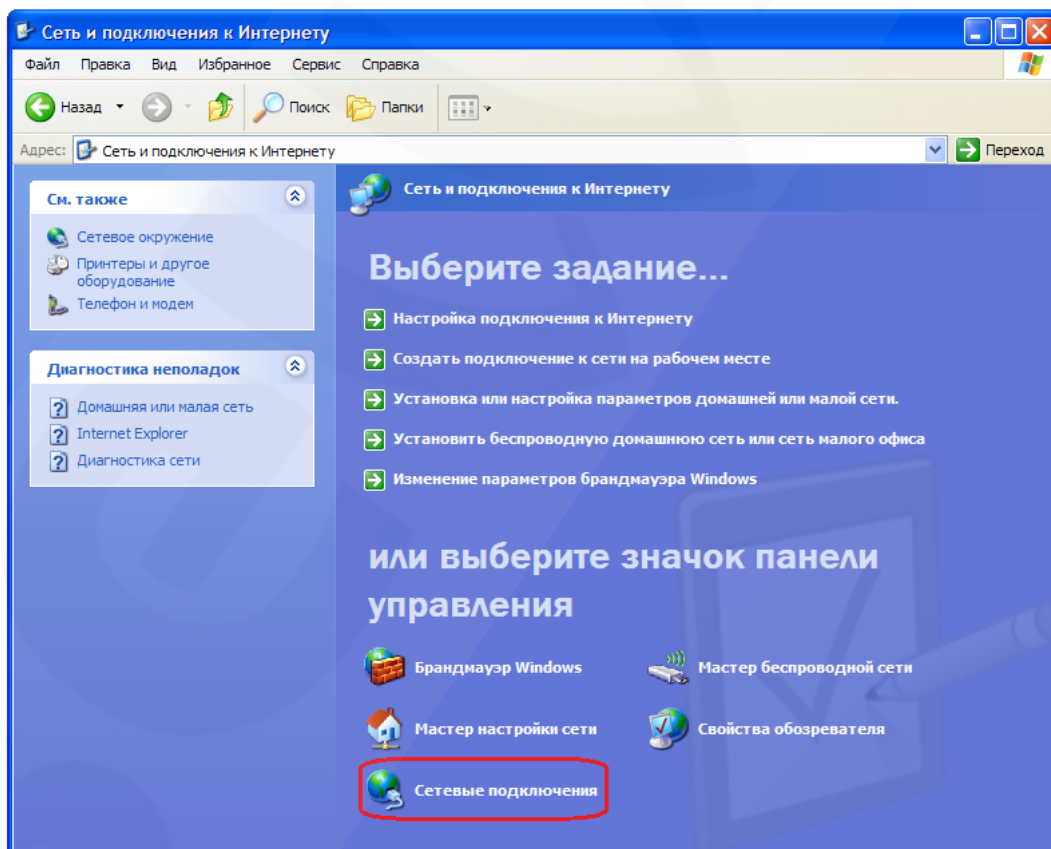 Сеть и подключения к Интернету
Файл Правка Вид Избранное Сервис Справка
Назад Поиск Папки
Адрес: Сеть и подключения к Интернету Переход
См. также
Сетевое окружение
Принтеры и другое
оборудование
Телефон и модем
Диагностика неполадок
Домашняя или малая сеть
Internet Explorer
Диагностика сети
Сеть и подключения к Интернету
Выберите задание...
Настройка подключения к Интернету
Создать подключение к сети на рабочем месте
Установка или настройка параметров домашней или малой сети.
Установить беспроводную домашнюю сеть или сеть малого офиса
Изменение параметров брандмауэра Windows
или выберите значок панели
управления
Брандмауэр Windows Мастер беспроводной сети
Мастер настройки сети Свойства обозревателя
Сетевые подключения